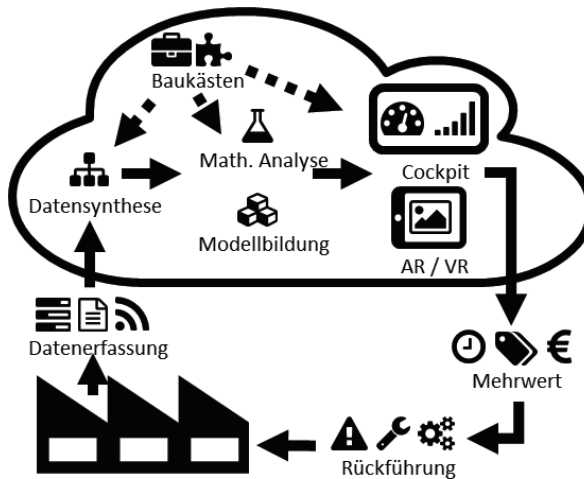 Baukästen
Math. Analyse
Cockpit
Datensynthese
Modellbildung
AR / VR
Datenerfassung
€
Mehrwert
Rückführung